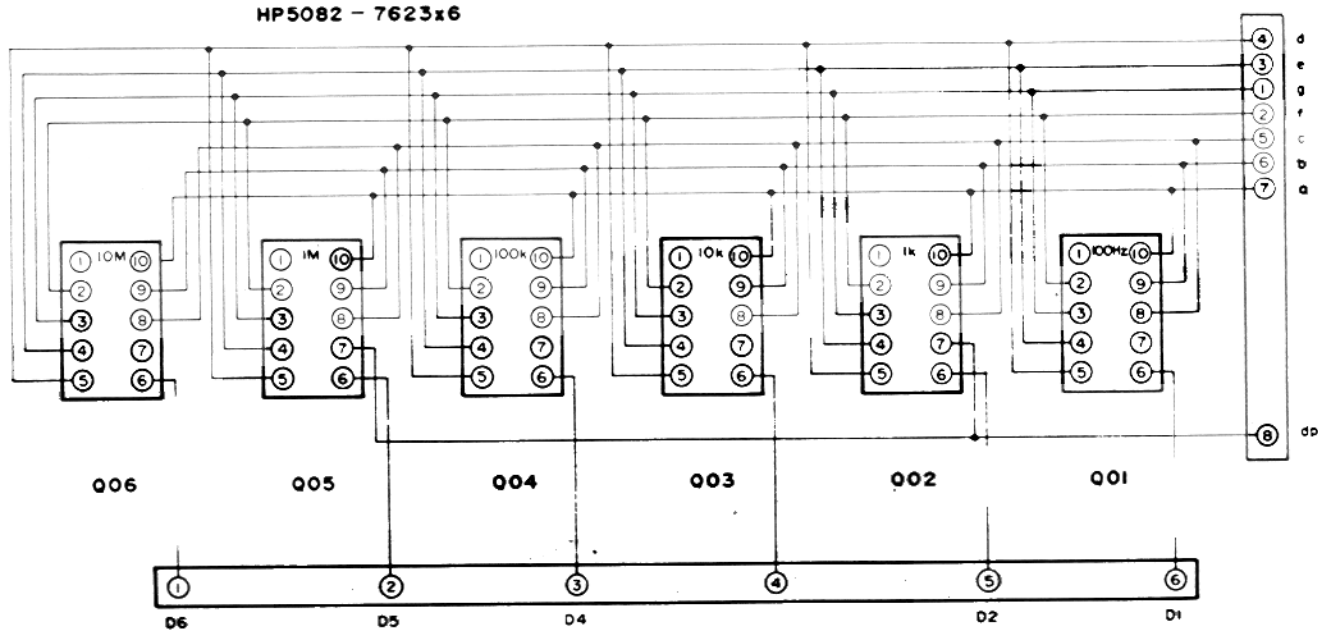 HP5082 - 7623x6
4 d
3 e
1 g
2 f
5 c
6 b
7 a
1 10M 10
2 9
3 8
4 7
5 6
1 1M 10
2 9
3 8
4 7
5 6
1 100k 10
2 9
3 8
4 7
5 6
1 10k 10
2 9
3 8
4 7
5 6
1 1k 10
2 9
3 8
4 7
5 6
1 100Hz 10
2 9
3 8
4 7
5 6
8 dp
Q06 Q05 Q04 Q03 Q02 Q01
1 2 3 4 5 6
D6 D5 D4 D2 D1